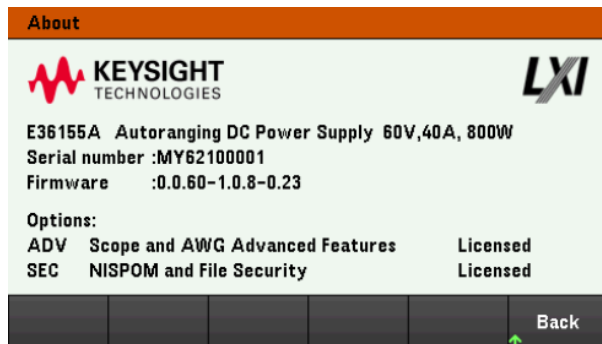 About
KEYSIGHT
TECHNOLOGIES
LXI
E36155A Autoranging DC Power Supply 60V,40A, 800W
Serial number :MY62100001
Firmware :0.0.60-1.0.8-0.23
Options:
ADV Scope and AWG Advanced Features Licensed
SEC NISPOM and File Security Licensed
Back